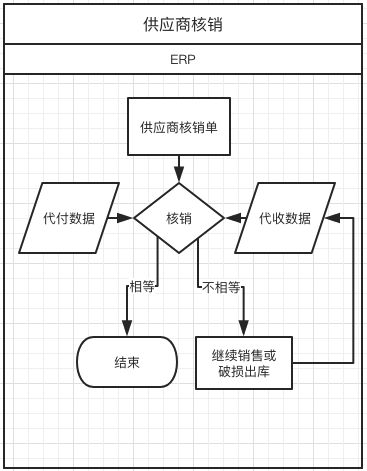 供应商核销
ERP
供应商核销单
代付数据
核销
代收数据
相等
不相等
结束
继续销售或
破损出库